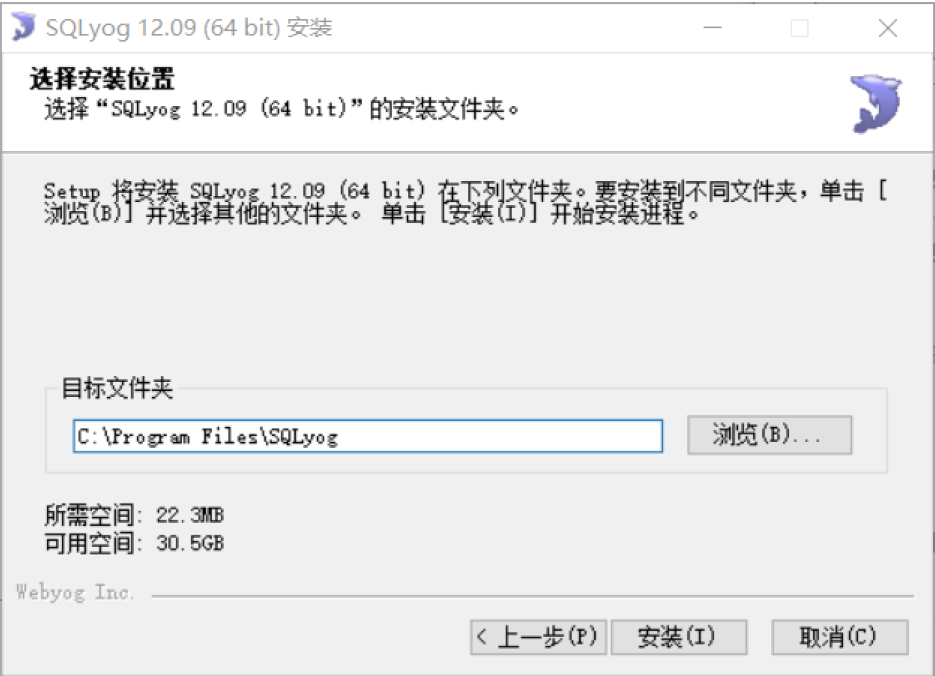 SQLyog 12.09 (64 bit) 安装
选择安装位置
选择“SQLyog 12.09 (64 bit)”的安装文件夹。
Setup 将安装 SQLyog 12.09 (64 bit) 在下列文件夹。要安装到不同文件夹，单击 [
浏览(B)] 并选择其他的文件夹。 单击 [安装(I)] 开始安装进程。
目标文件夹
C:\Program Files\SQLyog
浏览(B)...
所需空间: 22.3MB
可用空间: 30.5GB
Webyog Inc.
< 上一步(P)
安装(I)
取消(C)